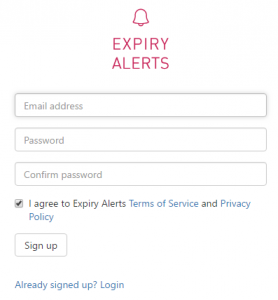 EXPIRY
ALERTS
Email address
Password
Confirm password
I agree to Expiry Alerts Terms of Service and Privacy
Policy
Sign up
Already signed up? Login